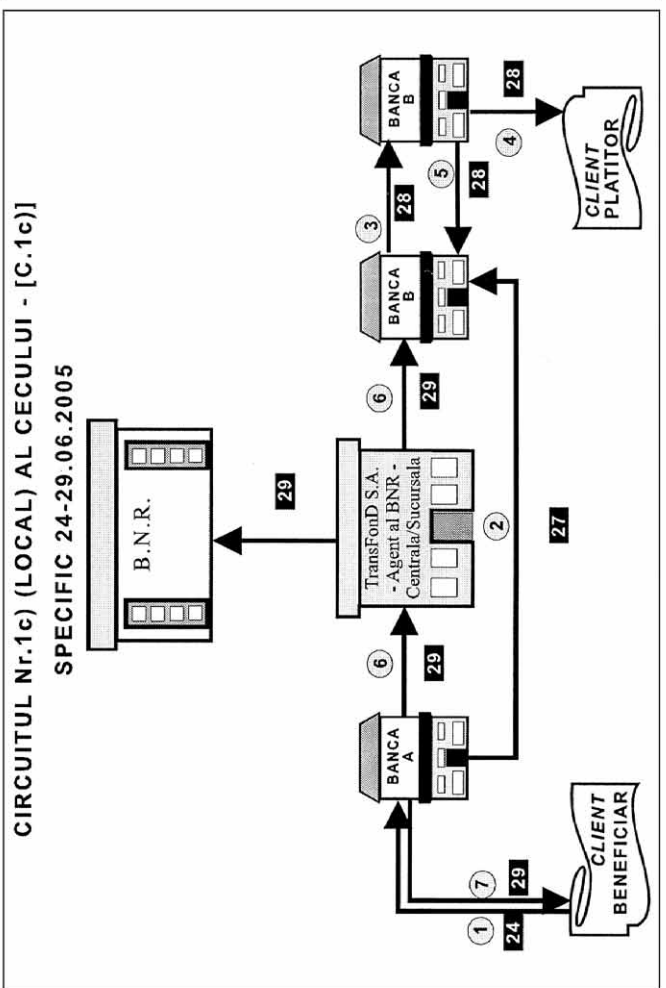 CIRCUITUL Nr.1c) (LOCAL) AL CECULUI - [C.1c)]
SPECIFIC 24-29.06.2005
B.N.R.
29
TransFonD S.A.
- Agent al BNR -
Centrala/Sucursala
BANCA
A
6
29
6
29
BANCA
B
3
28
BANCA
B
5
28
4
28
2
27
1
24
7
29
CLIENT
BENEFICIAR
CLIENT
PLATITOR